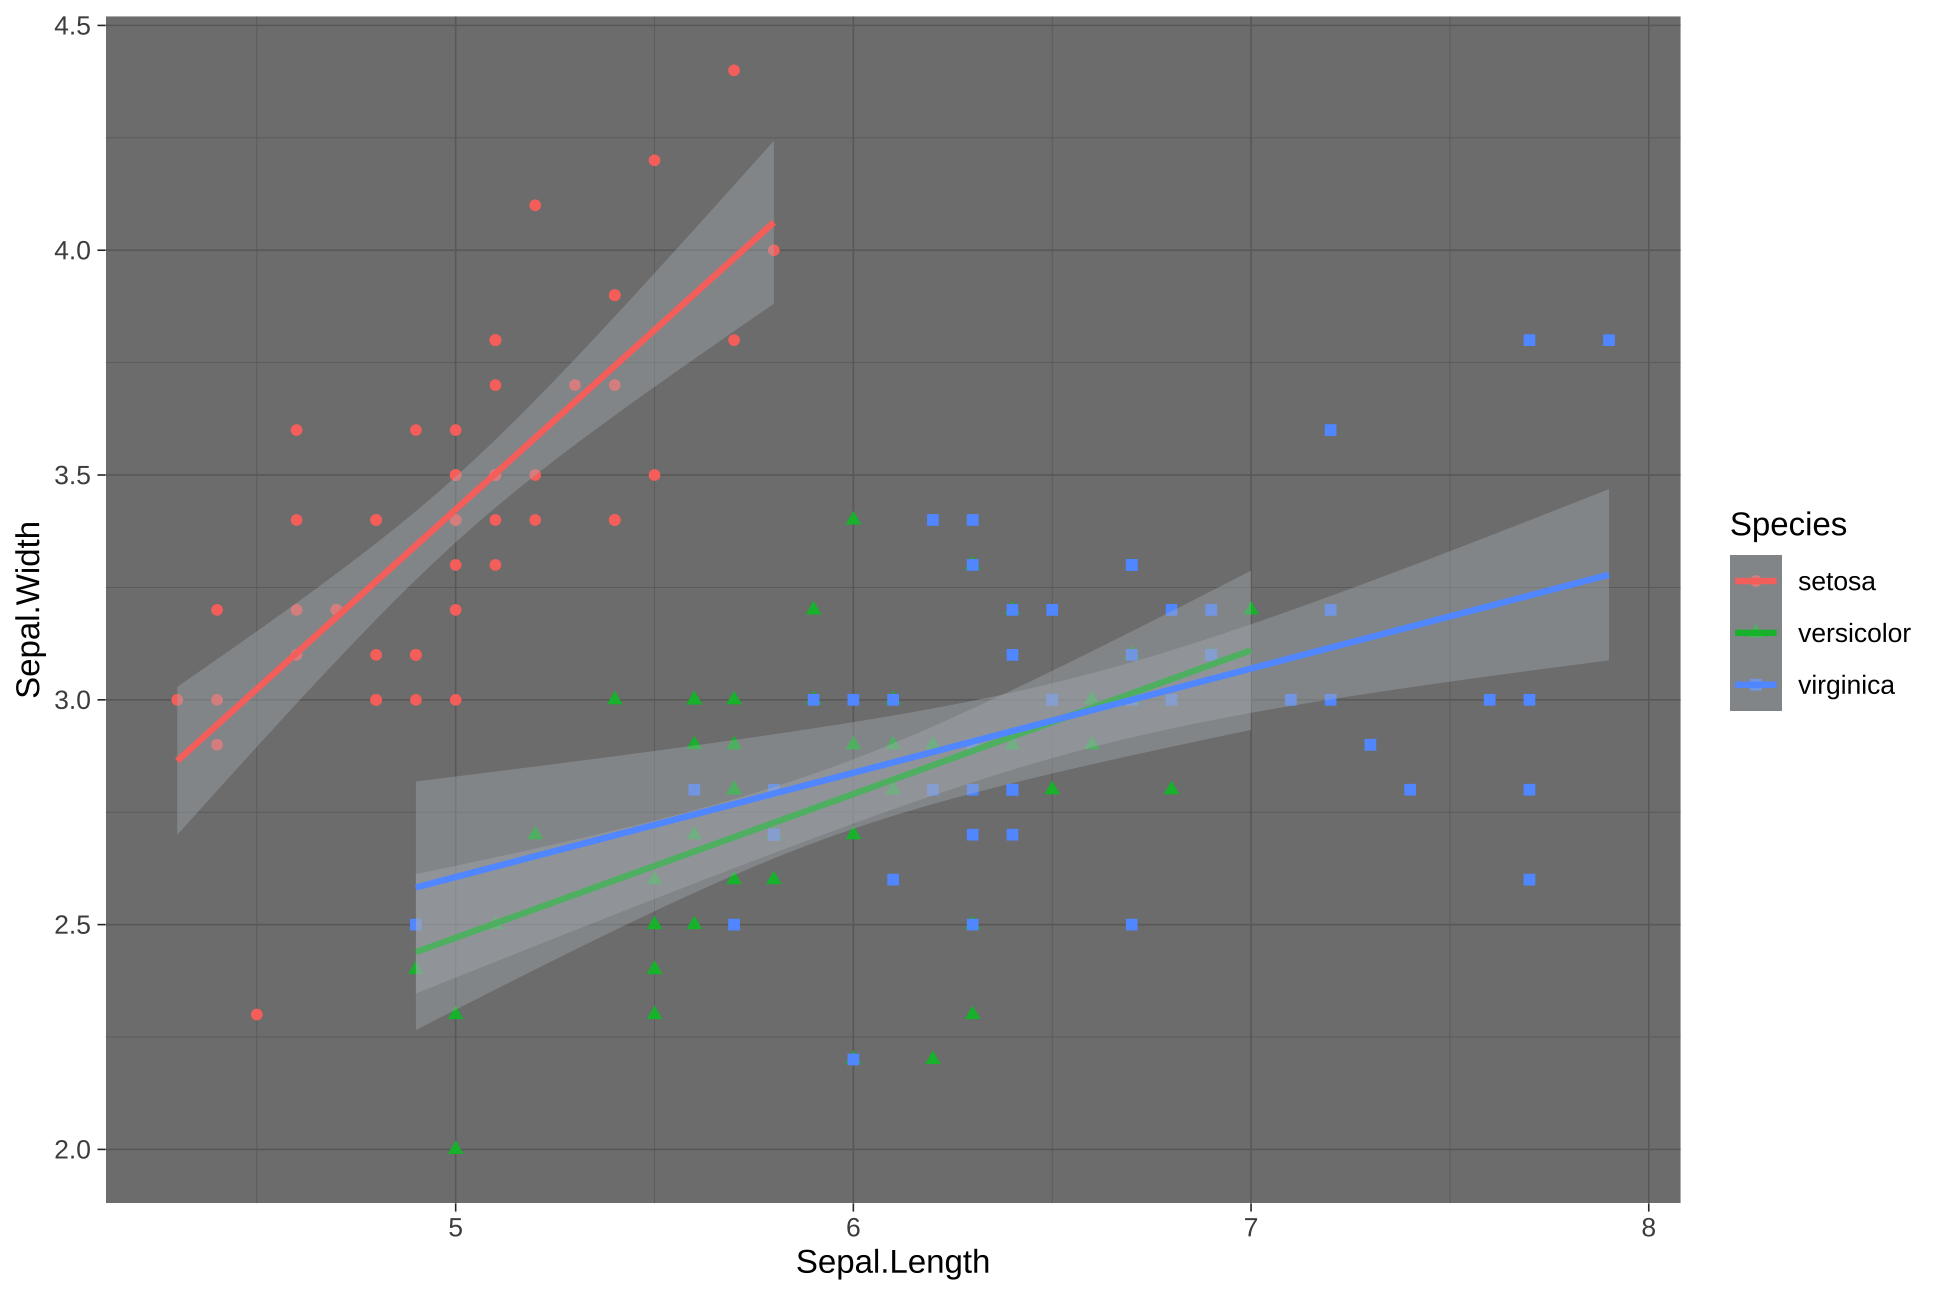 4.5
4.0
3.5
3.0
2.5
2.0
Sepal.Width
5 6 7 8
Sepal.Length
Species
setosa
versicolor
virginica